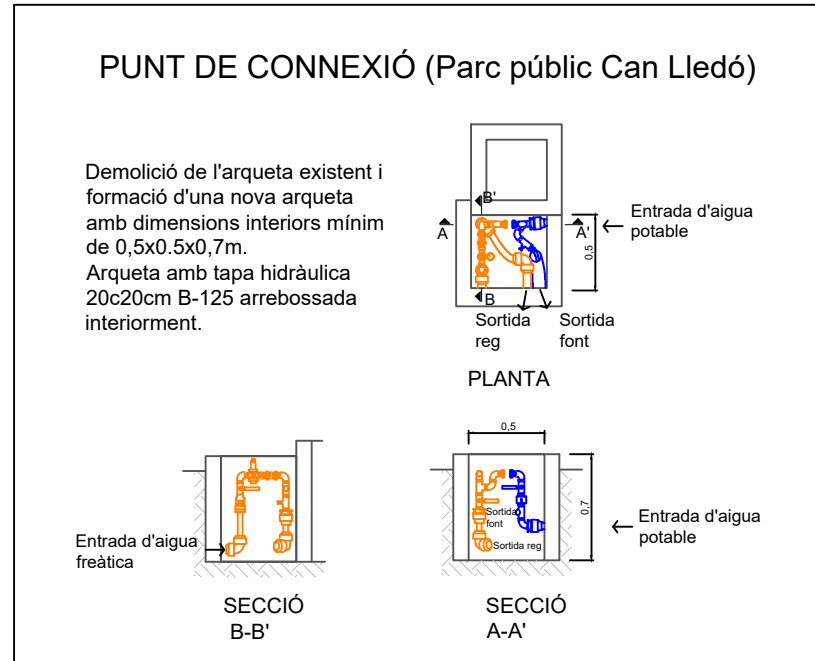 PUNT DE CONNEXIÓ (Parc públic Can Lledó)
Demolició de l'arqueta existent i
formació d'una nova arqueta
amb dimensions interiors mínim
de 0,5x0.5x0,7m.
Arqueta amb tapa hidràulica
20c20cm B-125 arrebossada
interiorment.
B'
A
A'
0,5
Entrada d'aigua
potable
B
Sortida
reg
Sortida
font
PLANTA
Entrada d'aigua
freàtica
SECCIÓ
B-B'
0,5
0,7
Sortida
font
Sortida reg
Entrada d'aigua
potable
SECCIÓ
A-A'